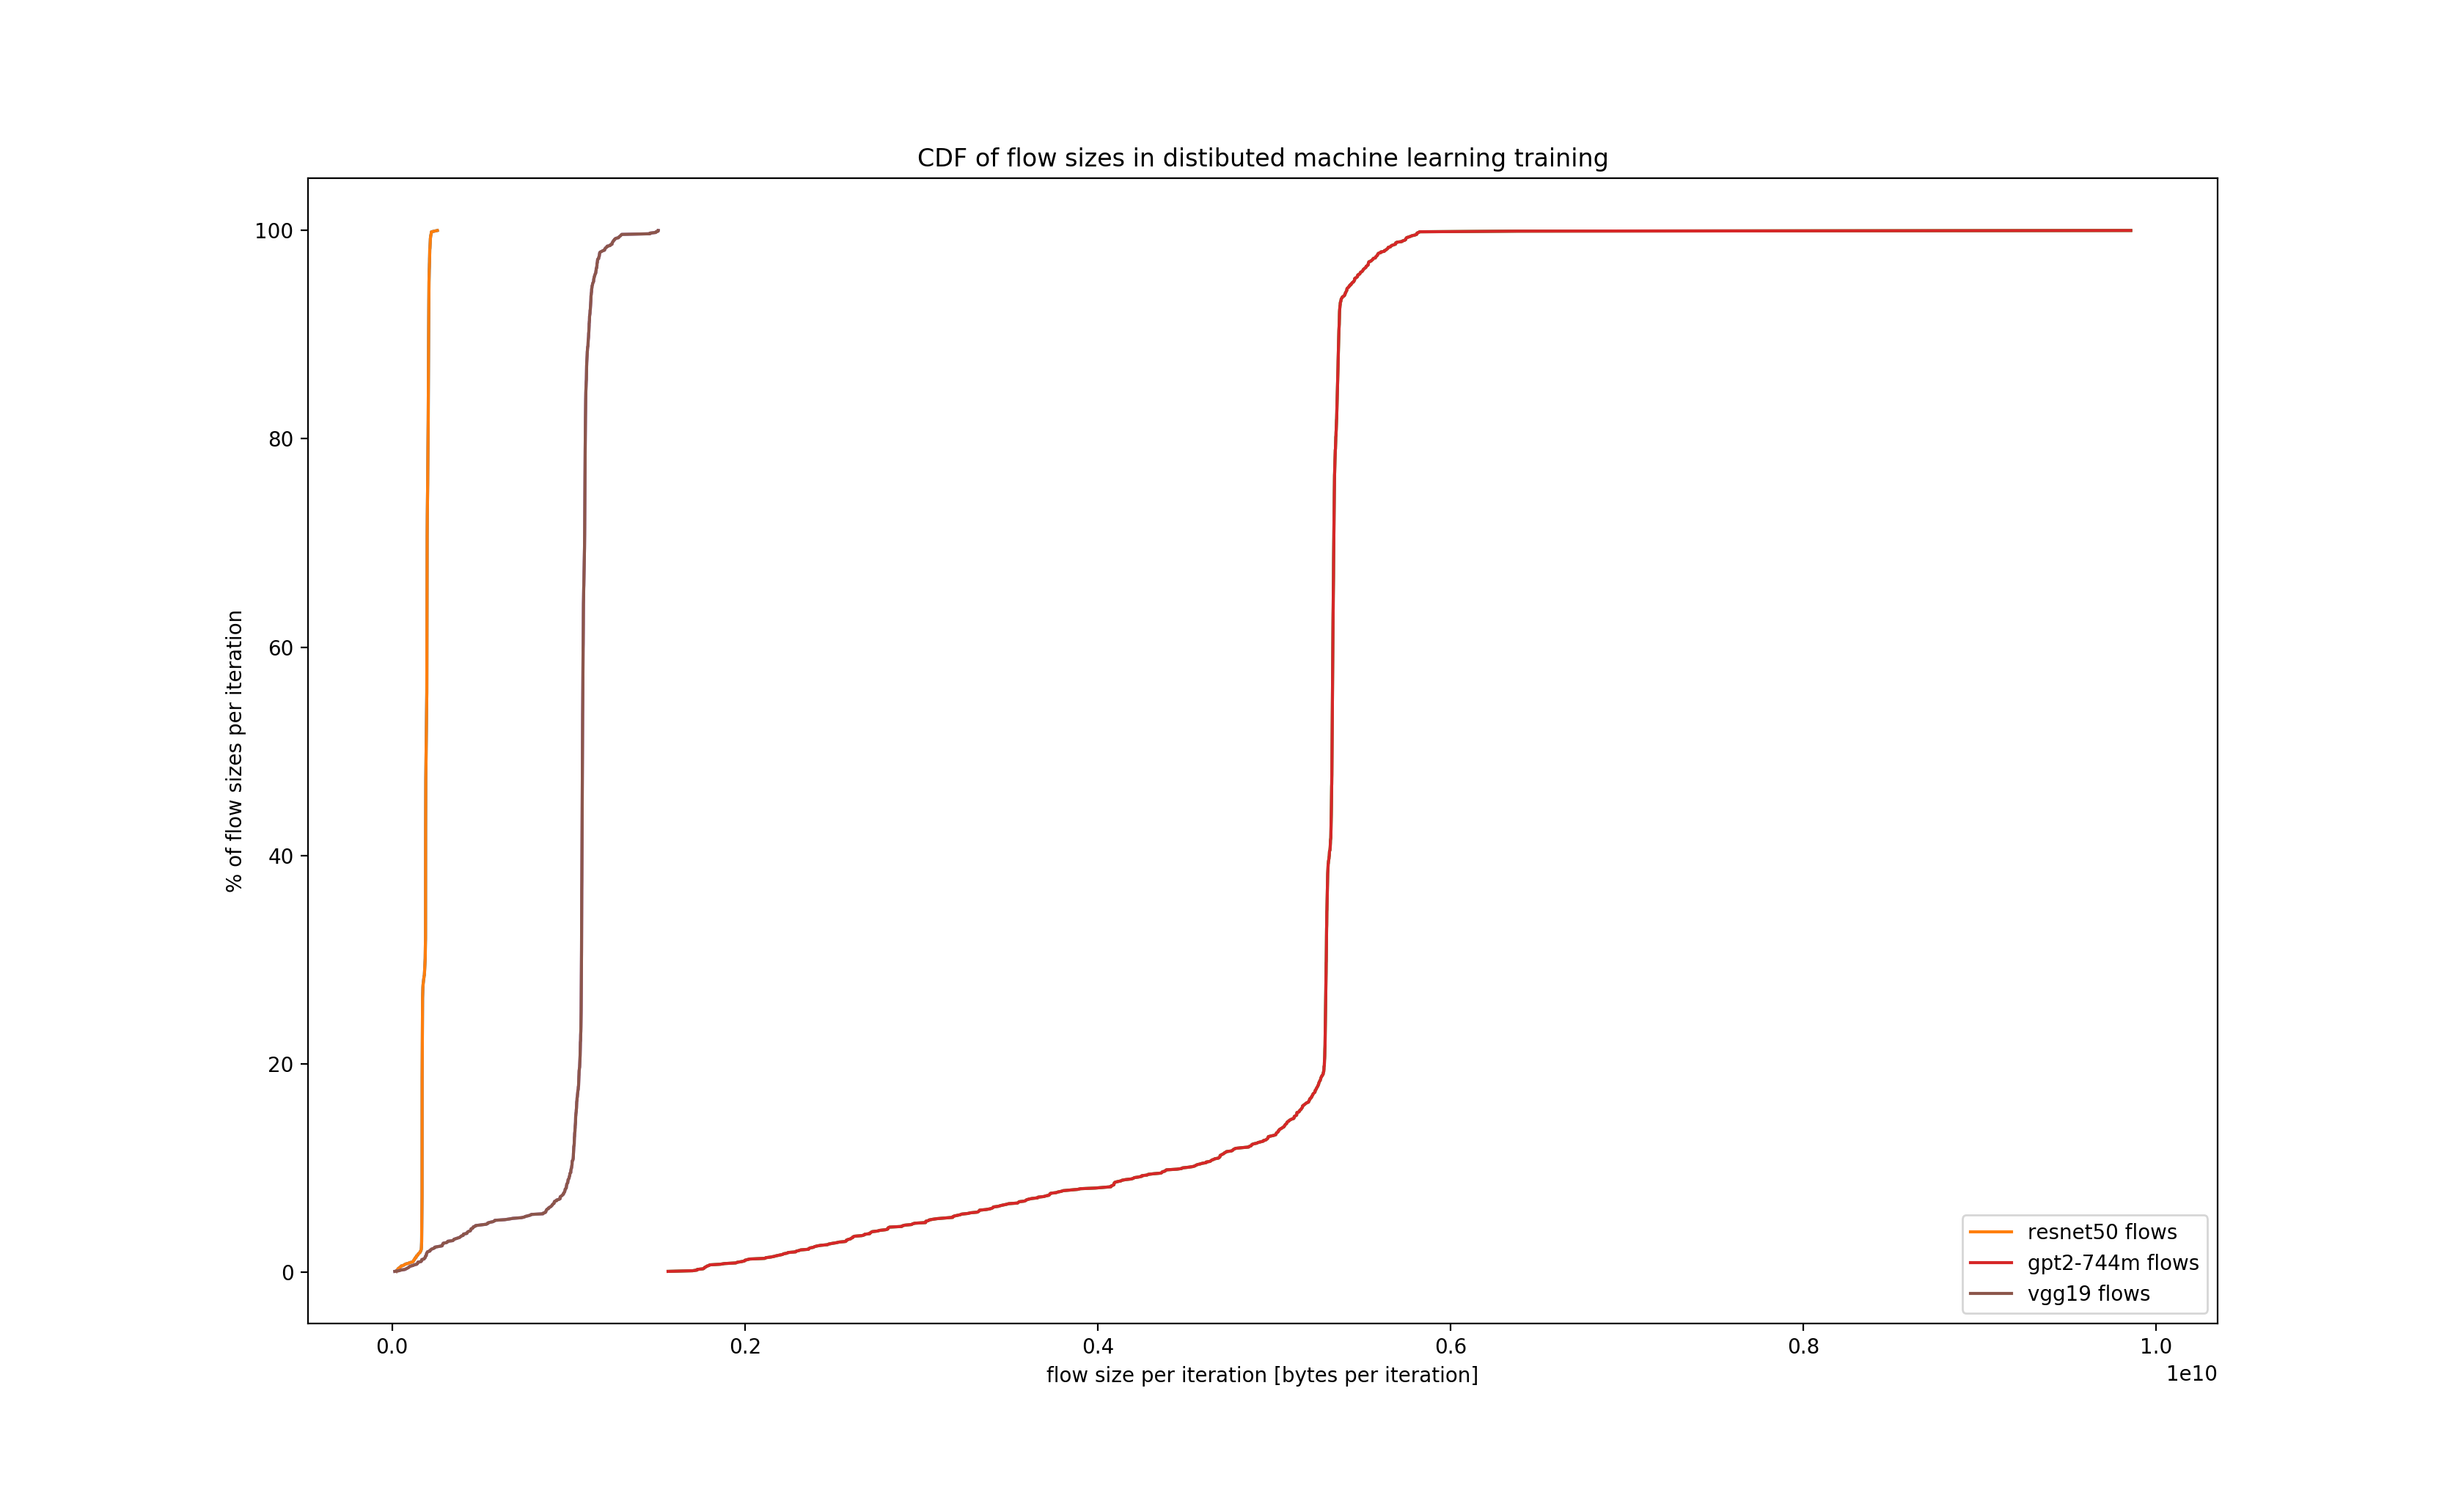 CDF of flow sizes in distibuted machine learning training
% of flow sizes per iteration
100
80
60
40
20
0
0.0 0.2 0.4 0.6 0.8 1.0
1e10
flow size per iteration [bytes per iteration]
resnet50 flows
gpt2-744m flows
vgg19 flows